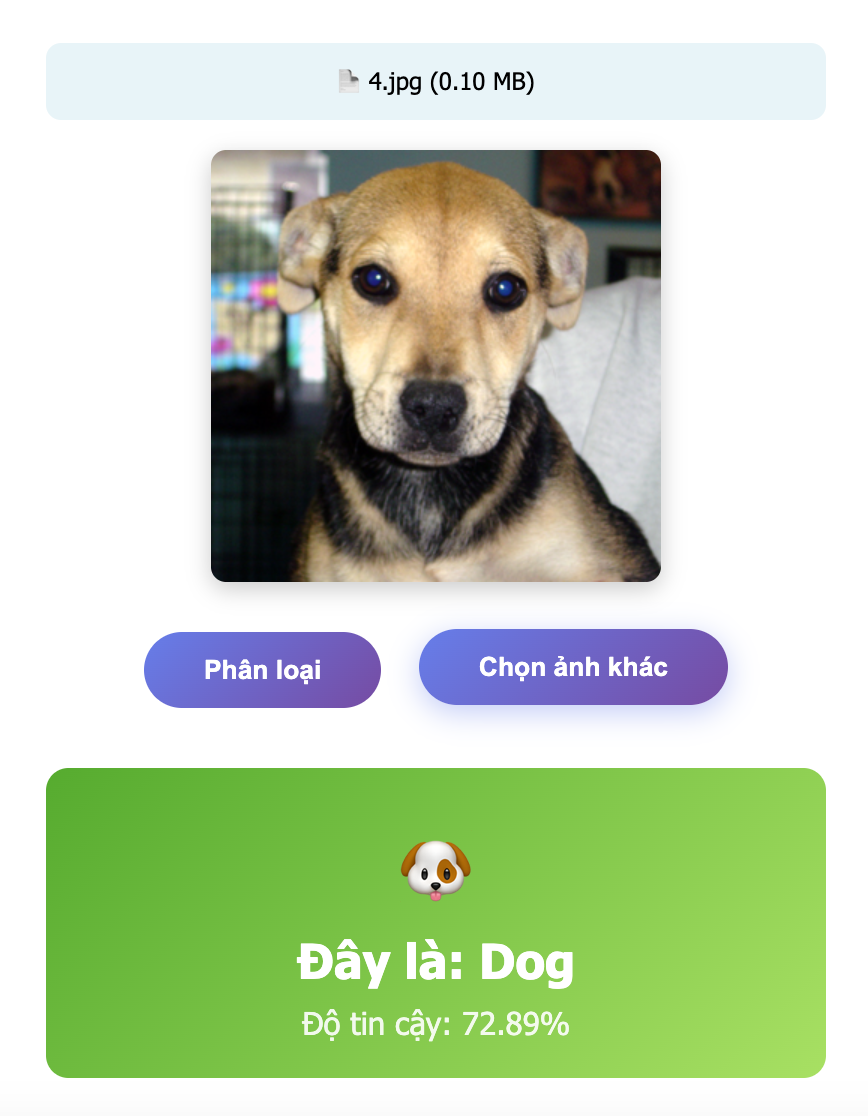 4.jpg (0.10 MB)
Phân loại
Chọn ảnh khác
Đây là: Dog
Độ tin cậy: 72.89%